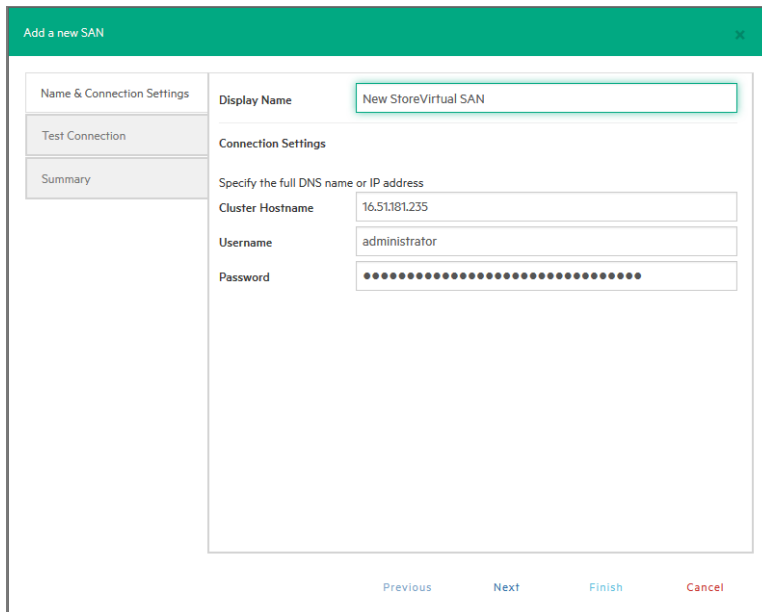 Add a new SAN
×
Name & Connection Settings
Test Connection
Summary
Display Name New StoreVirtual SAN
Connection Settings
Specify the full DNS name or IP address
Cluster Hostname 16.51.181.235
Username administrator
Password ●●●●●●●●●●●●●●●●●●●●●●●●●●●●●●●●
Previous Next Finish Cancel